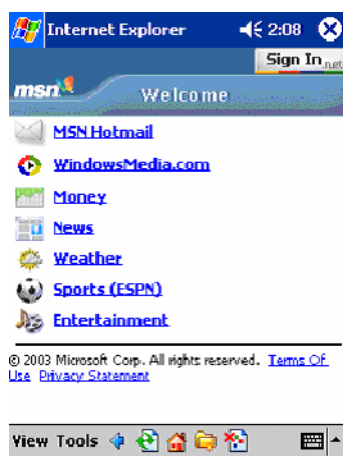 Internet Explorer 2:08
Sign In.net
msn
Welcome
MSN Hotmail
WindowsMedia.com
Money
News
Weather
Sports (ESPN)
Entertainment
© 2003 Microsoft Corp. All rights reserved. Terms Of
Use Privacy Statement
View Tools